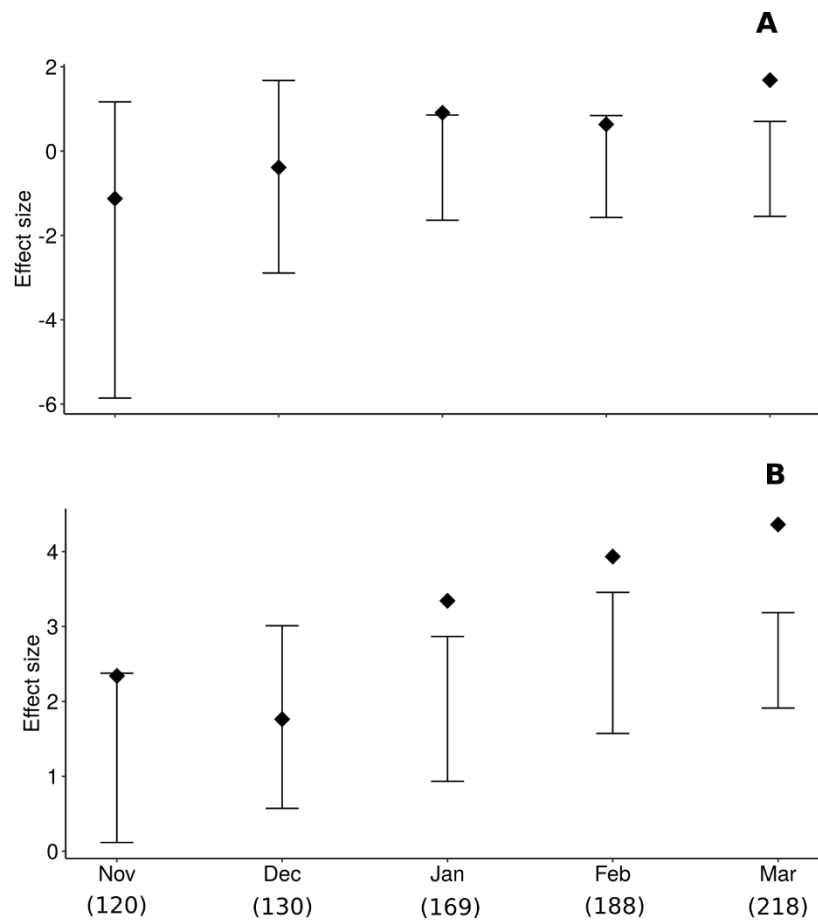 A
2
0
-2
-4
-6
Effect size
B
4
3
2
1
0
Effect size
Nov Dec Jan Feb Mar
(120) (130) (169) (188) (218)